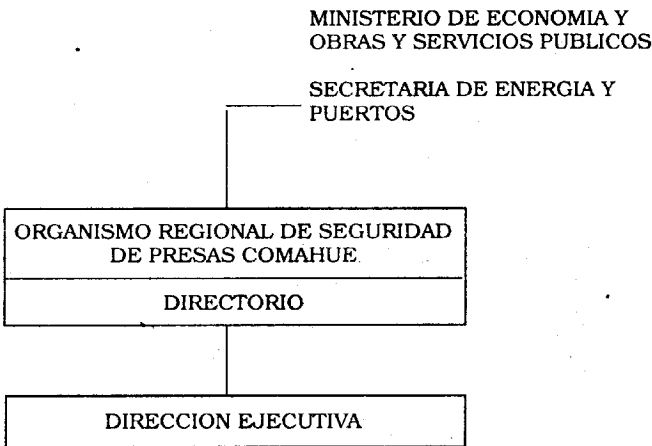 MINISTERIO DE ECONOMIA Y
OBRAS Y SERVICIOS PUBLICOS
SECRETARIA DE ENERGIA Y
PUERTOS
ORGANISMO REGIONAL DE SEGURIDAD
DE PRESAS COMAHUE
DIRECTORIO
DIRECCION EJECUTIVA